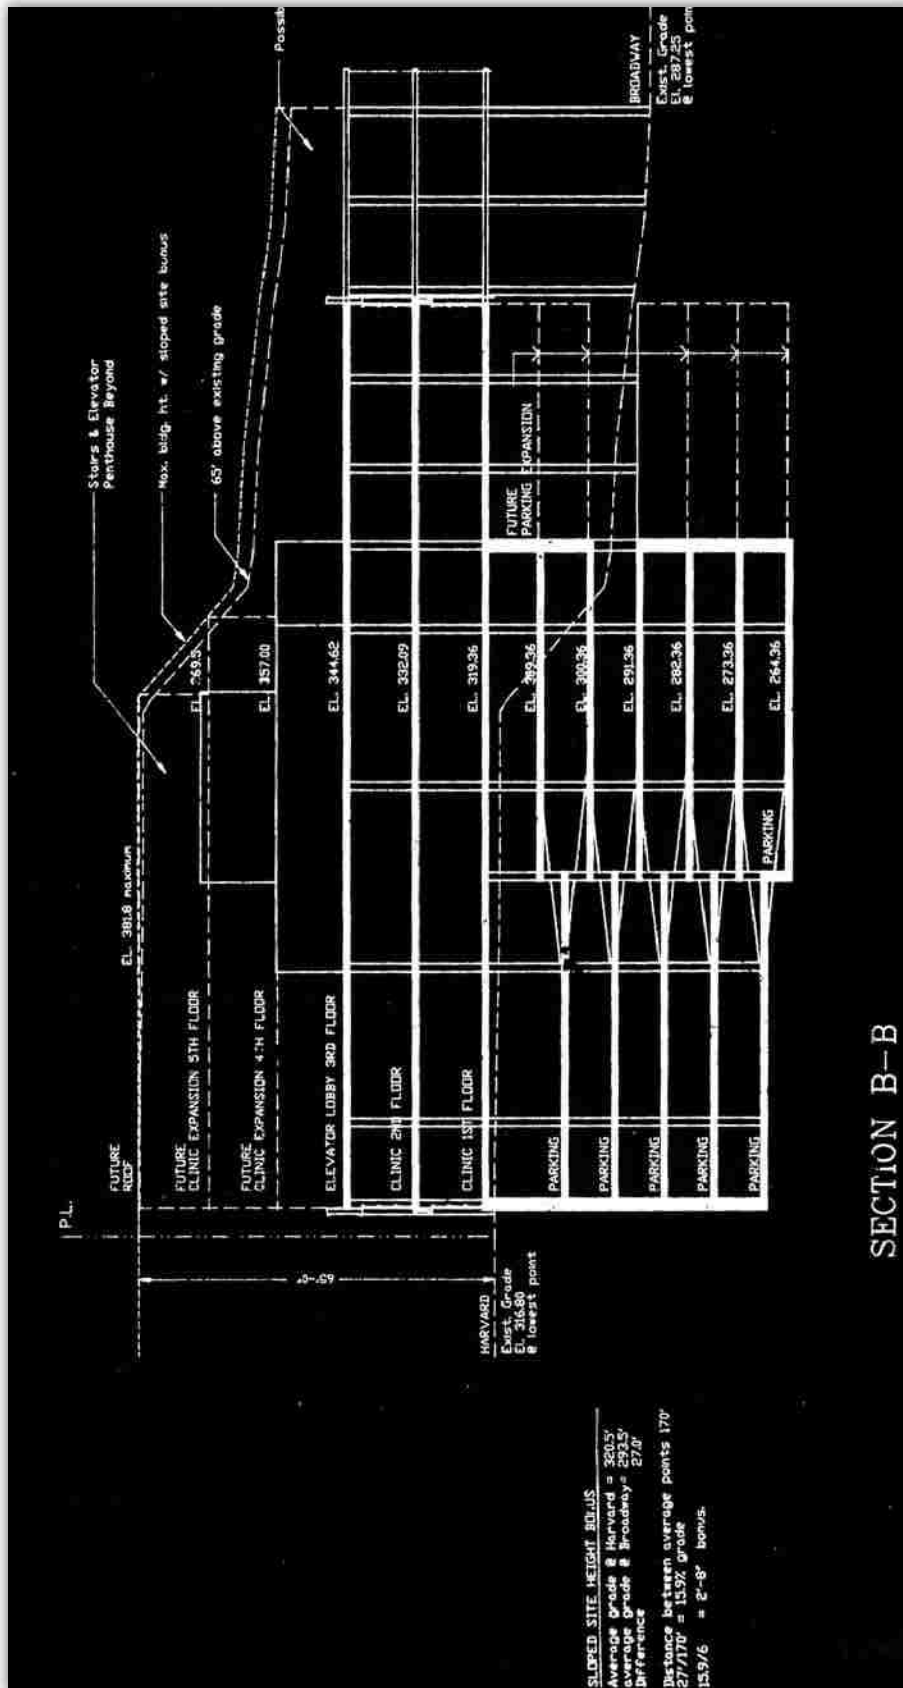 Possib
Stairs & Elevator
Penthouse Beyond
Max. bldg. ht. w/ sloped site bonus
65' above existing grade
BROADWAY
Exist. Grade
EL. 287.25
@ lowest poin
FUTURE
PARKING EXPANSION
P.L.
EL 381.8 maximum
FUTURE
ROOF
FUTURE
CLINIC EXPANSION 5TH FLOOR
FUTURE
CLINIC EXPANSION 4TH FLOOR
EL. 357.00
ELEVATOR LOBBY 3RD FLOOR
EL. 344.62
CLINIC 2ND FLOOR
EL. 332.09
CLINIC 1ST FLOOR
EL. 319.36
EL. 300.36
EL. 291.36
EL. 282.36
EL. 273.36
EL. 264.36
PARKING
PARKING
PARKING
PARKING
PARKING
PARKING
65'-0"
HARVARD
Exist. Grade
EL 316.80
@ lowest point
SLOPED SITE HEIGHT BONUS
Average grade @ Harvard = 320.5'
average grade @ Broadway= 293.5'
Difference 27.0'
Distance between average points 170'
27'/170' = 15.9% grade
15.9/6 = 2'-8" bonus.
SECTION B-B